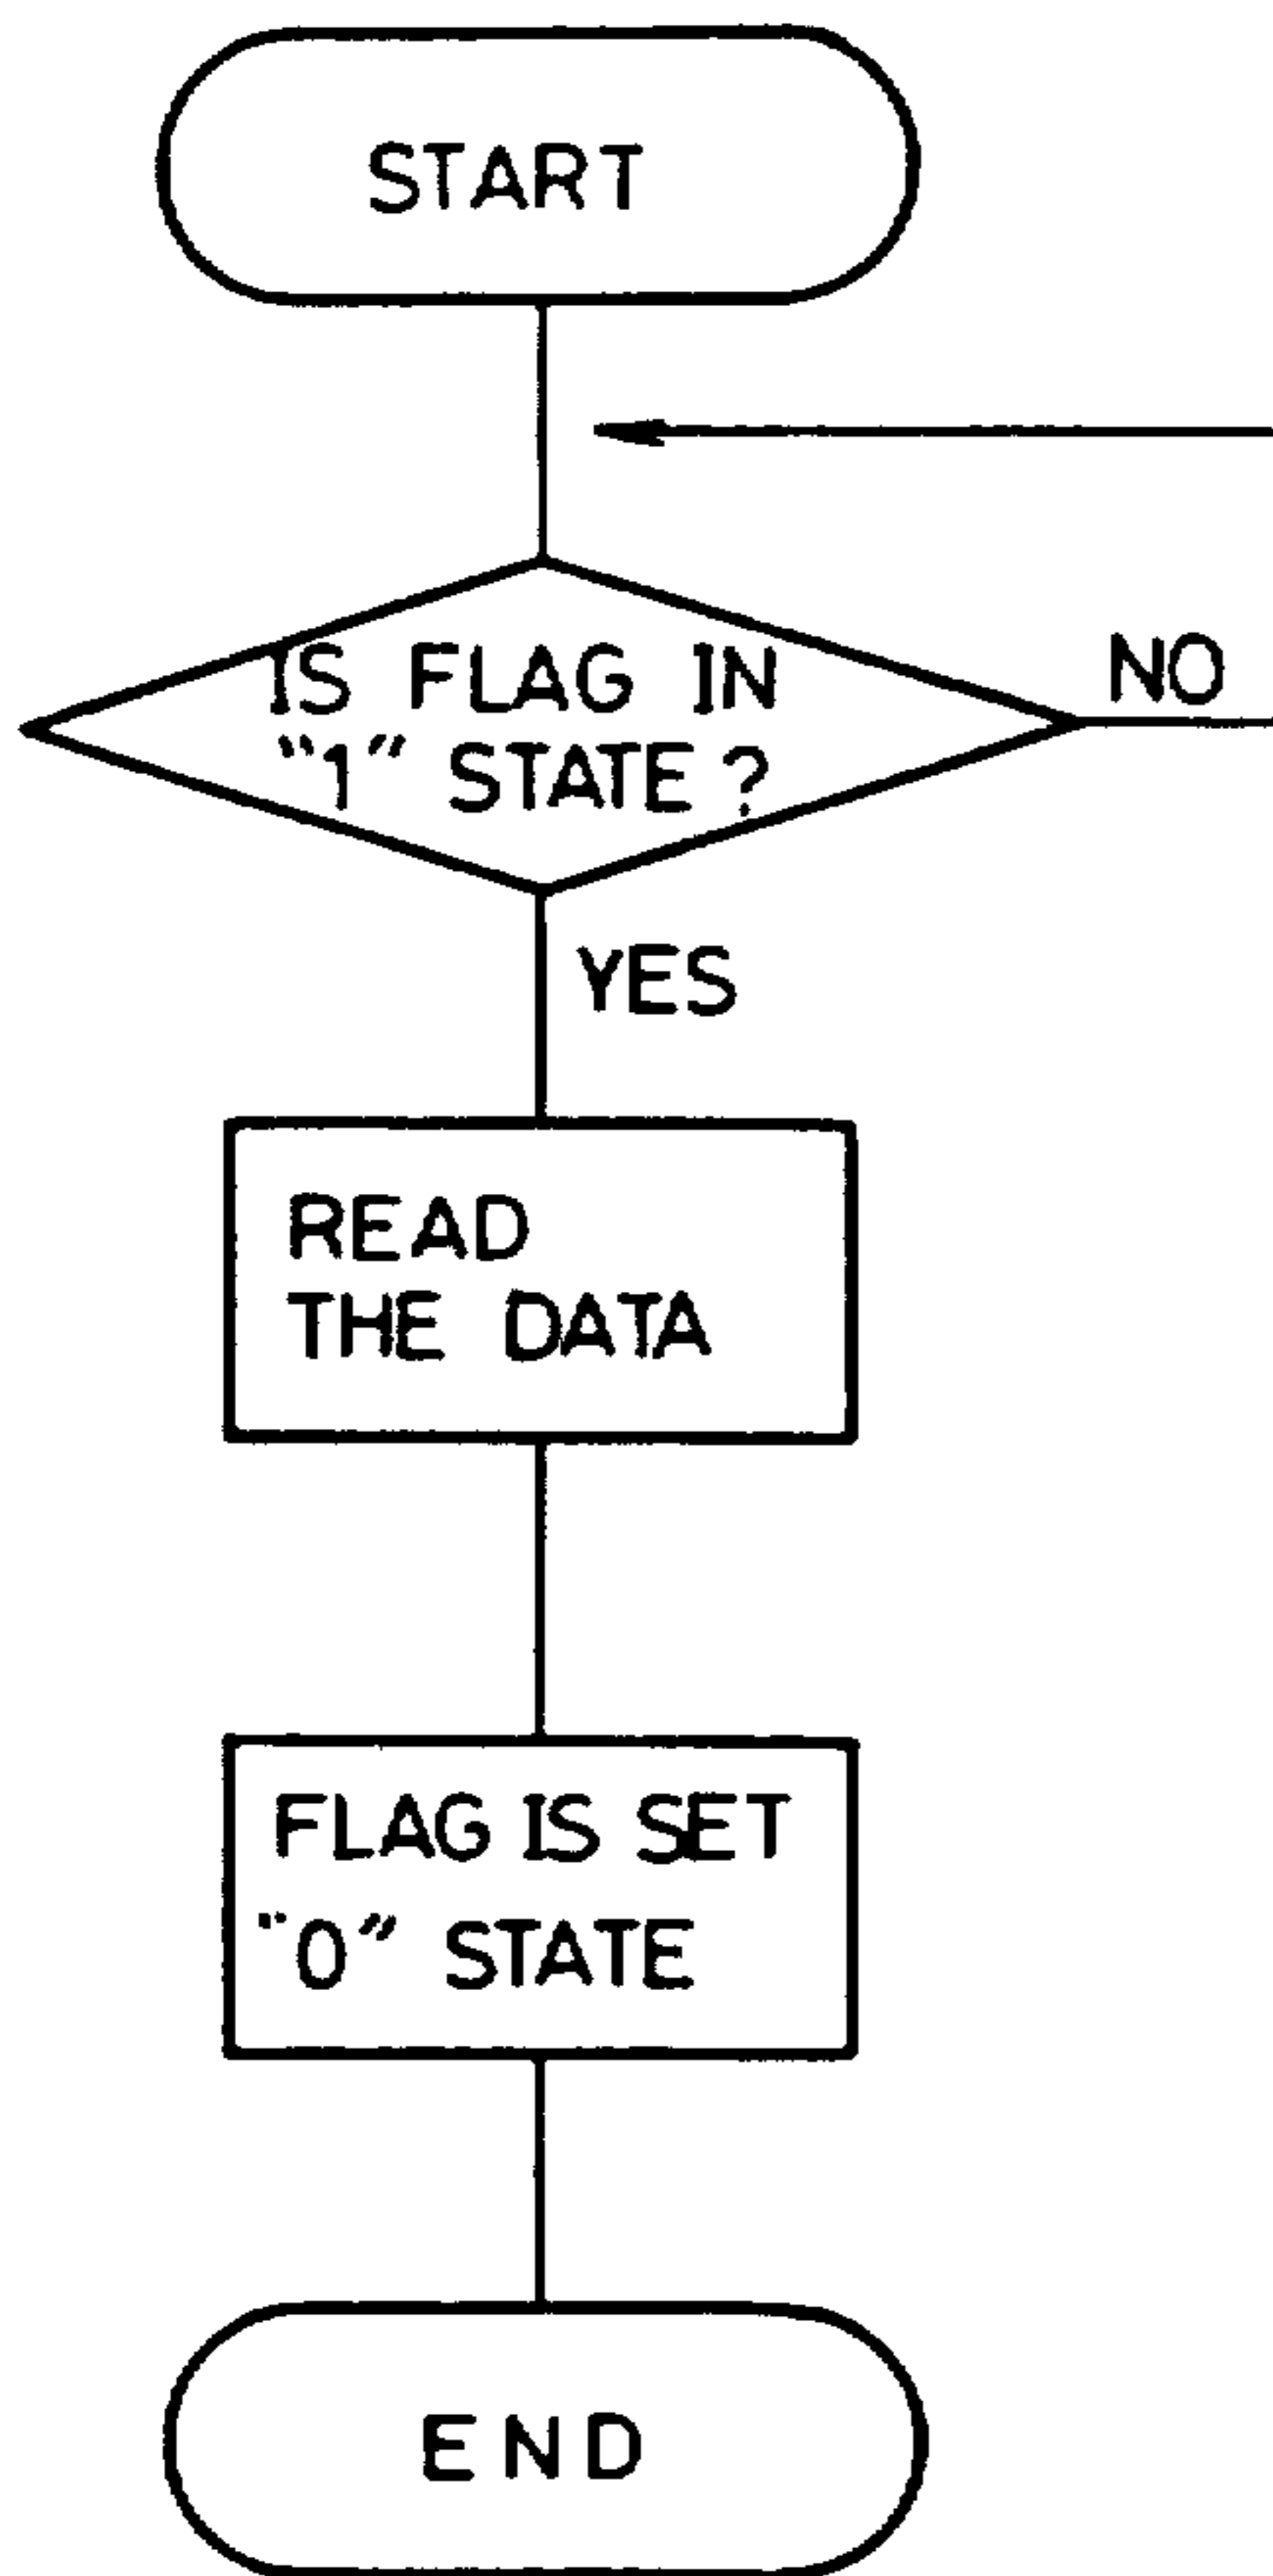 START
IS FLAG IN
“1” STATE ?
NO
YES
READ
THE DATA
FLAG IS SET
“0” STATE
END